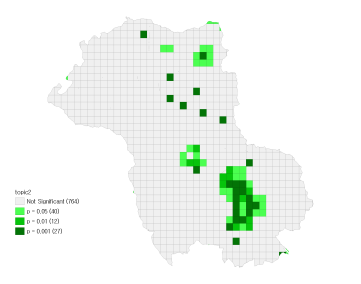 topic2
Not Significant (764)
p = 0.05 (40)
p = 0.01 (12)
p = 0.001 (27)